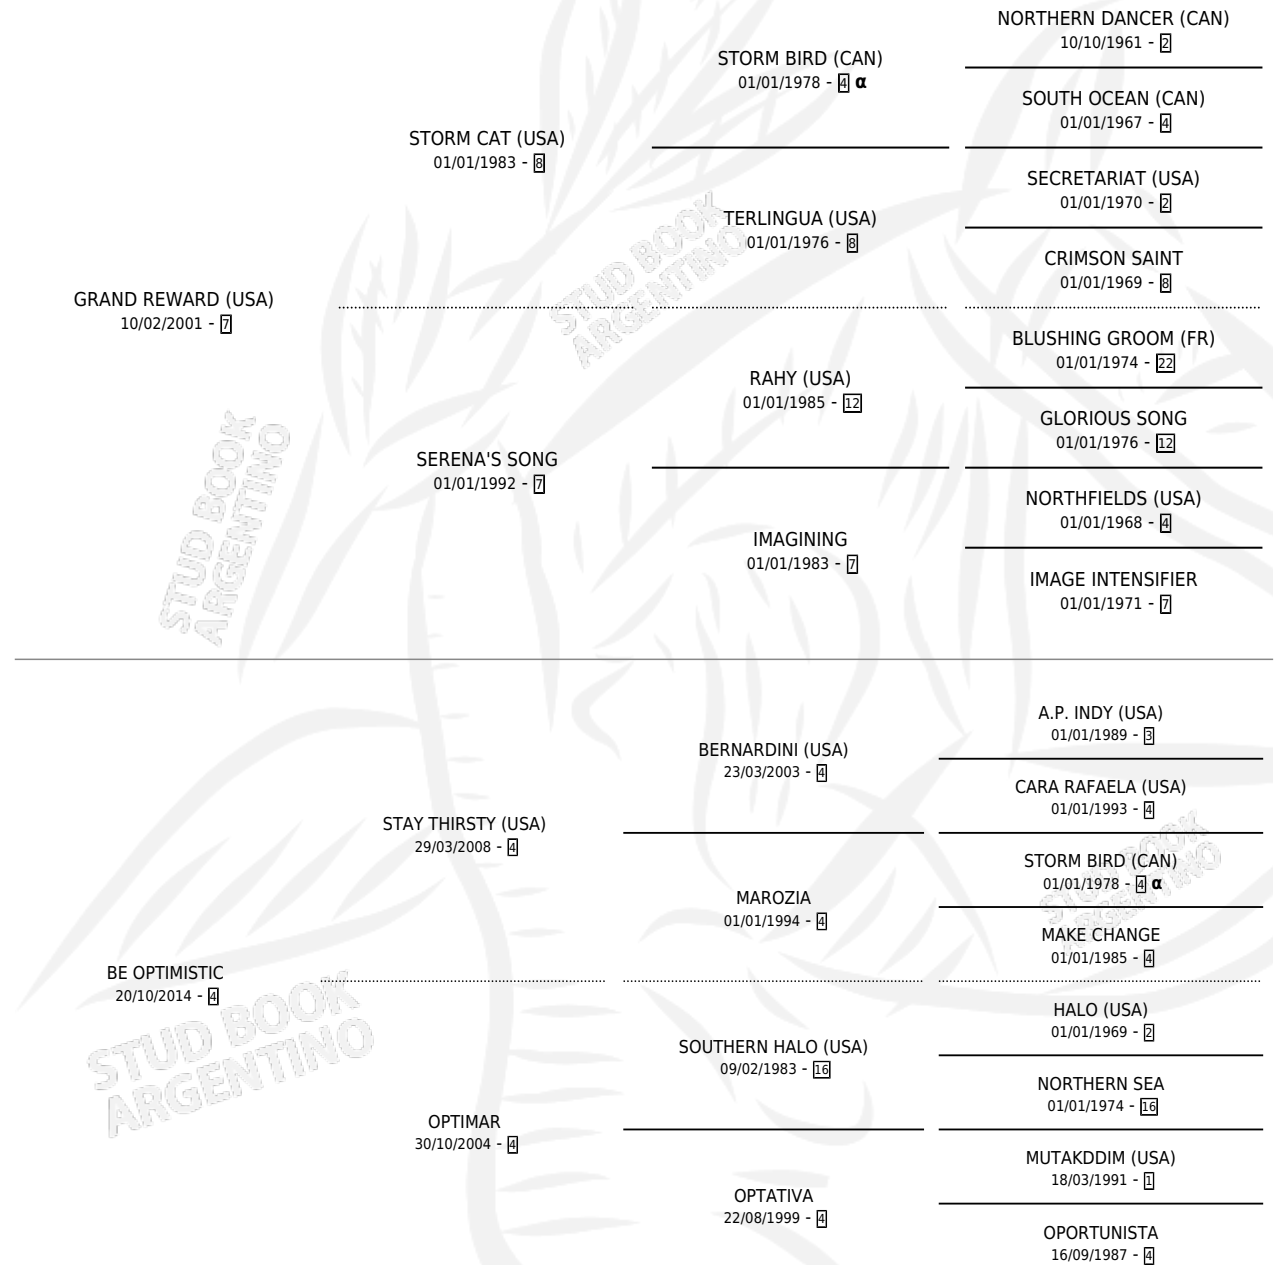 NORTHERN DANCER (CAN)
10/10/1961 - 2
STORM BIRD (CAN)
01/01/1978 - 4 α
SOUTH OCEAN (CAN)
01/01/1967 - 4
STORM CAT (USA)
01/01/1983 - 8
SECRETARIAT (USA)
01/01/1970 - 2
TERLINGUA (USA)
01/01/1976 - 8
CRIMSON SAINT
01/01/1969 - 8
STUD BOOK
ARGENTINO
GRAND REWARD (USA)
10/02/2001 - 7
BLUSHING GROOM (FR)
01/01/1974 - 22
RAHY (USA)
01/01/1985 - 12
GLORIOUS SONG
01/01/1976 - 12
SERENA'S SONG
01/01/1992 - 7
NORTHFIELDS (USA)
01/01/1968 - 4
IMAGINING
01/01/1983 - 7
IMAGE INTENSIFIER
01/01/1971 - 7
STUD BOOK
ARGENTINO
A.P. INDY (USA)
01/01/1989 - 3
BERNARDINI (USA)
23/03/2003 - 4
CARA RAFAELA (USA)
01/01/1993 - 4
STAY THIRSTY (USA)
29/03/2008 - 4
STORM BIRD (CAN)
01/01/1978 - 4 α
STUD BOOK
ARGENTINO
MAROZIA
01/01/1994 - 4
MAKE CHANGE
01/01/1985 - 4
BE OPTIMISTIC
20/10/2014 - 4
STUD BOOK
ARGENTINO
HALO (USA)
01/01/1969 - 2
SOUTHERN HALO (USA)
09/02/1983 - 16
NORTHERN SEA
01/01/1974 - 16
OPTIMAR
30/10/2004 - 4
MUTAKDDIM (USA)
18/03/1991 - 1
OPTATIVA
22/08/1999 - 4
OPORTUNISTA
16/09/1987 - 4